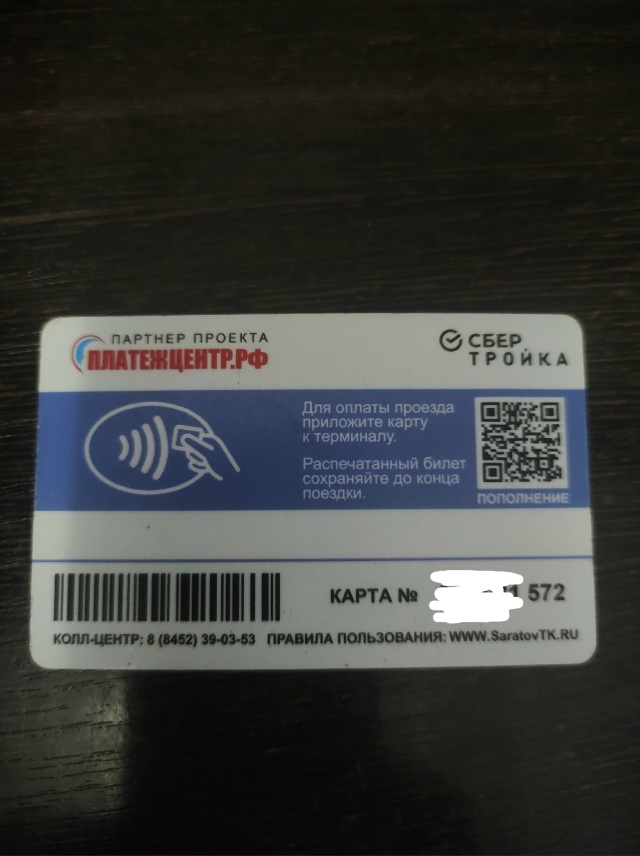 ПАРТНЕР ПРОЕКТА
ПЛАТЕЖЦЕНТР.РФ
СБЕР
ТРОЙКА
Для оплаты проезда
приложите карту
к терминалу.
Распечатанный билет
сохраняйте до конца
поездки.
ПОПОЛНЕНИЕ
КАРТА № 572
КОЛЛ-ЦЕНТР: 8 (8452) 39-03-53 ПРАВИЛА ПОЛЬЗОВАНИЯ: WWW.SaratovTK.RU